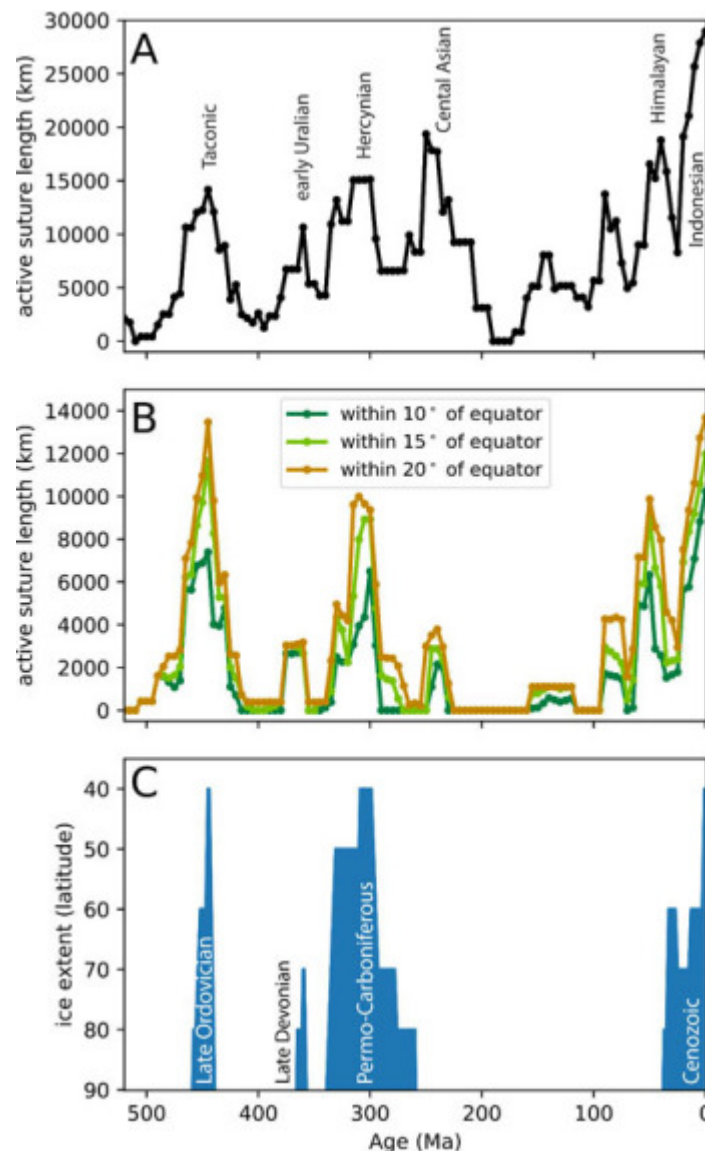 A
active suture length (km)
30000
25000
20000
15000
10000
5000
0
Taconic
early Uralian
Hercynian
Cental Asian
Himalayan
Indonesian
B
active suture length (km)
14000
12000
10000
8000
6000
4000
2000
0
within 10° of equator
within 15° of equator
within 20° of equator
C
ice extent (latitude)
40
50
60
70
80
90
Late Ordovician
Late Devonian
Permo-Carboniferous
Cenozoic
500 400 300 200 100 0
Age (Ma)